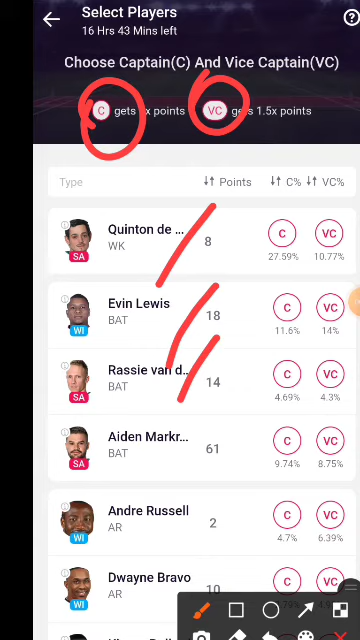 Select Players
16 Hrs 43 Mins left
Choose Captain(C) And Vice Captain(VC)
C gets x points VC gets 1.5x points
Type Points C% VC%
Quinton de ...
WK
SA
8
C VC
27.59% 10.77%
Evin Lewis
BAT
WI
18
C VC
11.6% 14%
Rassie van d...
BAT
SA
14
C VC
4.69% 4.3%
Aiden Markr...
BAT
SA
61
C VC
9.74% 8.75%
Andre Russell
AR
WI
2
C VC
4.7% 6.39%
Dwayne Bravo
AR
WI
10
C VC